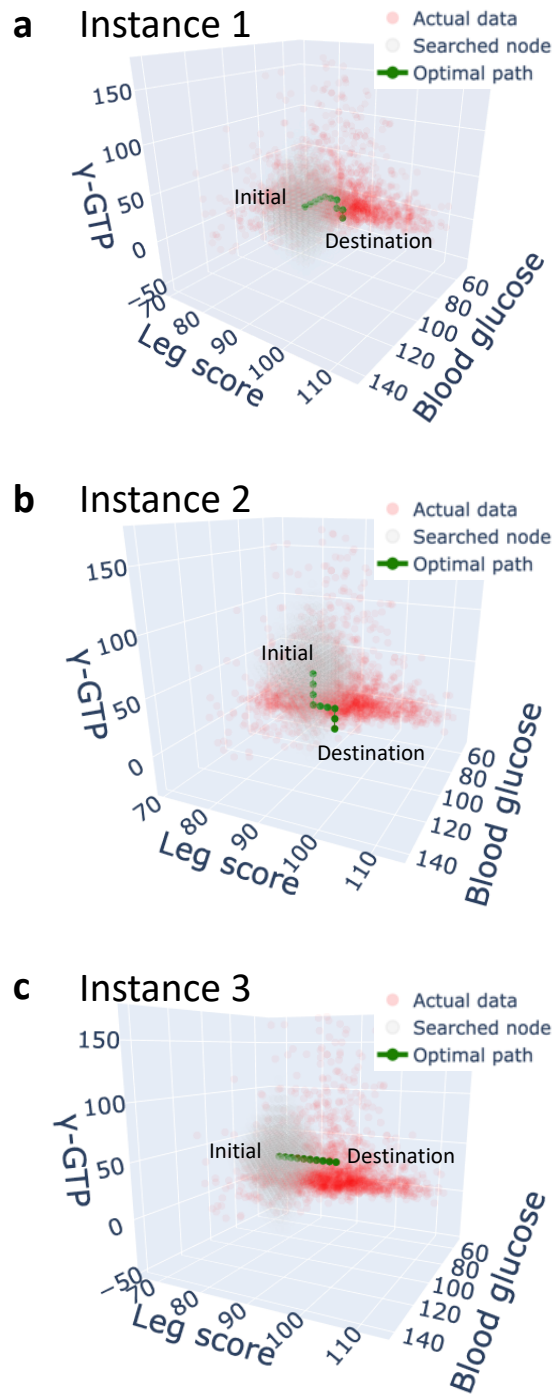 a Instance 1
Actual data
Searched node
Optimal path
150
100
50
0
−50
γ-GTP
Initial
Destination
70
80
90
100
110
Leg score
60
80
100
120
140
Blood glucose
b Instance 2
Actual data
Searched node
Optimal path
150
100
50
0
γ-GTP
Initial
Destination
70
80
90
100
110
Leg score
60
80
100
120
140
Blood glucose
c Instance 3
Actual data
Searched node
Optimal path
150
100
50
0
−50
γ-GTP
Initial
Destination
70
80
90
100
110
Leg score
60
80
100
120
140
Blood glucose